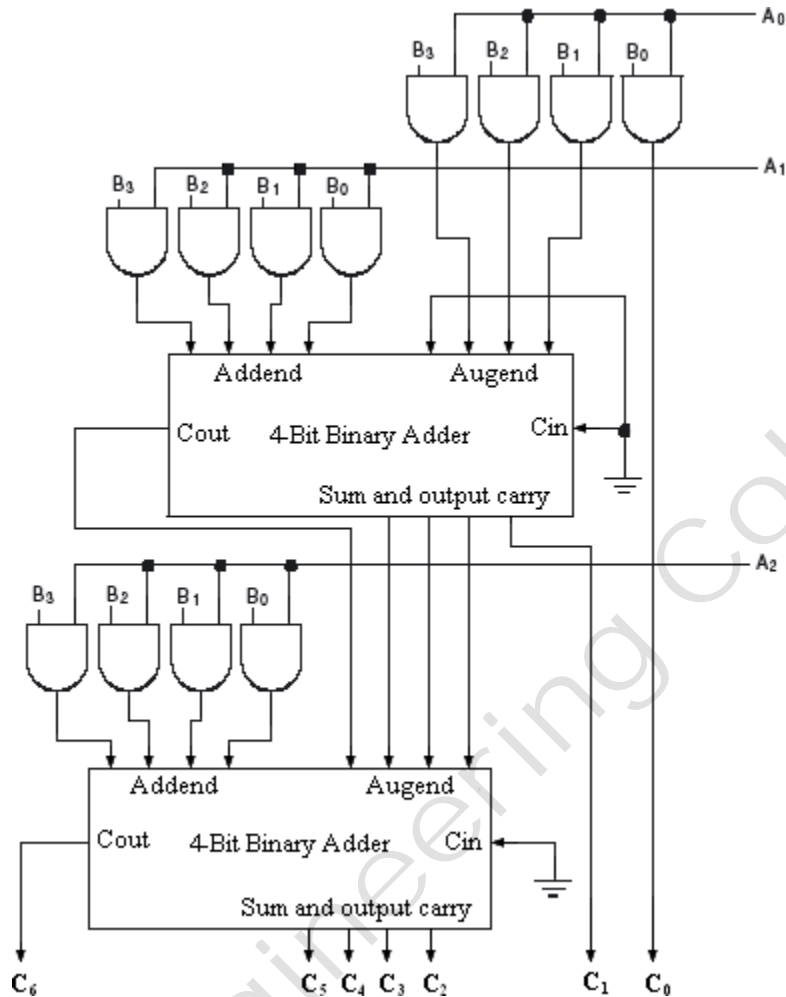 A₀
B₃ B₂ B₁ B₀
A₁
B₃ B₂ B₁ B₀
Addend Augend
Cout 4-Bit Binary Adder Cin
Sum and output carry
A₂
B₃ B₂ B₁ B₀
Addend Augend
Cout 4-Bit Binary Adder Cin
Sum and output carry
C₆ C₅ C₄ C₃ C₂ C₁ C₀